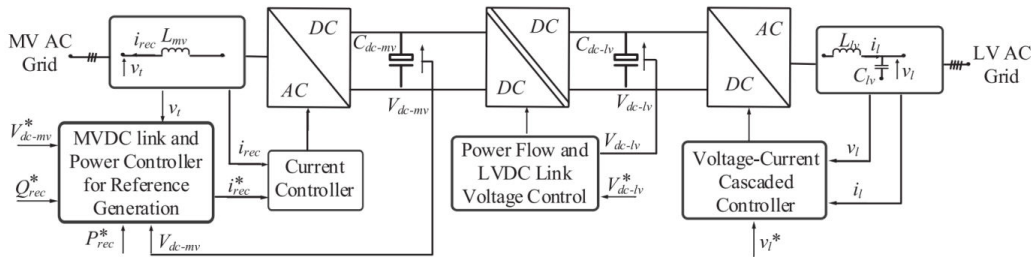 MV AC
Grid
i_rec
L_mv
v_t
DC
AC
C_dc-mv
V_dc-mv
DC
DC
C_dc-lv
V_dc-lv
AC
DC
L_lv
i_l
C_lv
v_l
LV AC
Grid
v_t
V*_dc-mv
Q*_rec
P*_rec
MVDC link and
Power Controller
for Reference
Generation
V_dc-mv
i_rec
i*_rec
Current
Controller
Power Flow and
LVDC Link
Voltage Control
V_dc-lv
V*_dc-lv
Voltage-Current
Cascaded
Controller
v_l
i_l
v_l*